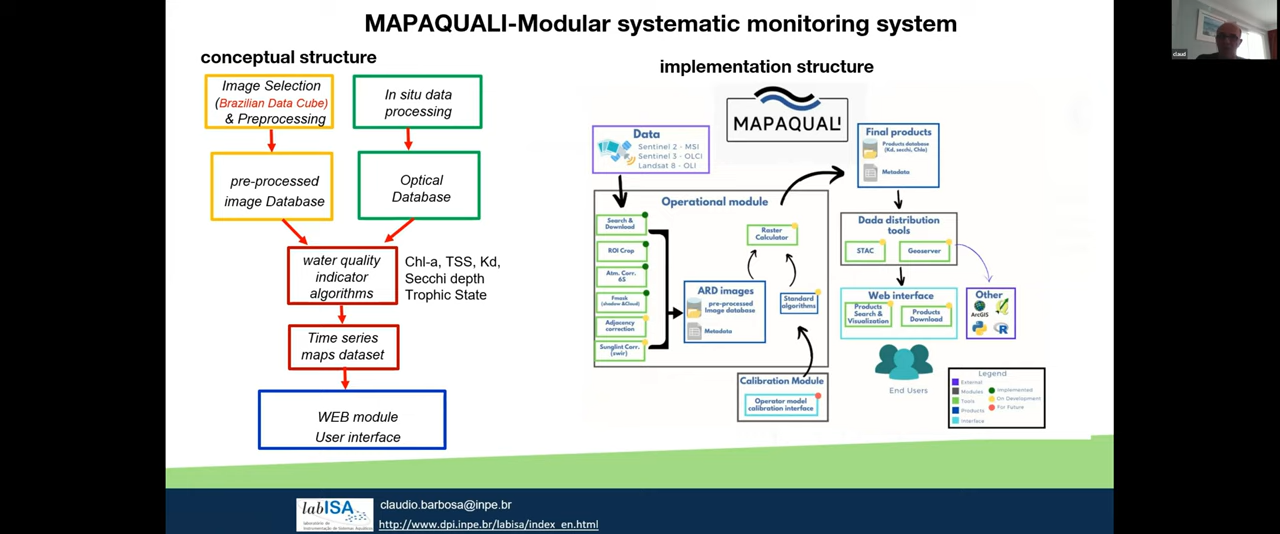 MAPAQUALI-Modular systematic monitoring system
conceptual structure
Image Selection
(Brazilian Data Cube)
& Preprocessing
In situ data
processing
pre-processed
image Database
Optical
Database
water quality
indicator
algorithms
Chl-a, TSS, Kd,
Secchi depth
Trophic State
Time series
maps dataset
WEB module
User interface
implementation structure
MAPAQUALI
Data
Sentinel 2 - MSI
Sentinel 3 - OLCI
Landsat 8 - OLI
Operational module
Search &
Download
ROI Crop
Atm. Corr.
6S
Fmask
(shadow &Cloud)
Adjacency
correction
Sunglint Corr.
(swir)
ARD images
pre-processed
Image database
Metadata
Raster
Calculator
Standard
algorithms
Calibration Module
Operator model
calibration interface
Final products
Products database
(Kd, secchi, Chla)
Metadata
Dada distribution
tools
STAC
Geoserver
Web interface
Products
Search &
Visualization
Products
Download
Other
ArcGIS
R
End Users
Legend
External
Modules
Tools
Products
Interface
Implemented
On Development
For Future
labISA
claudio.barbosa@inpe.br
http://www.dpi.inpe.br/labisa/index_en.html
claud